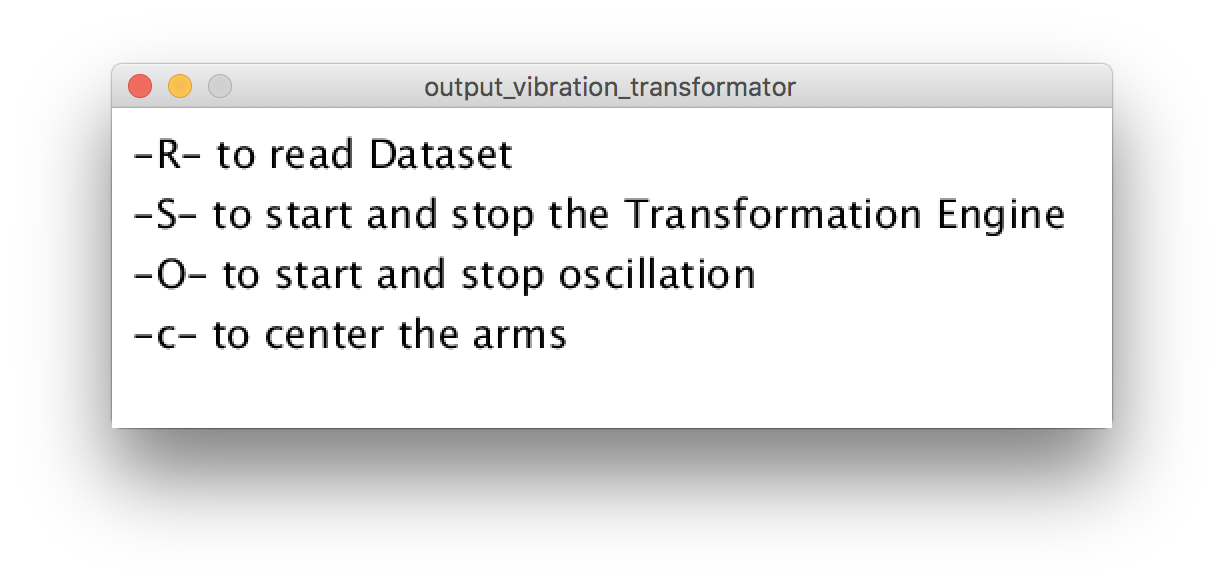 output_vibration_transformator
-R- to read Dataset
-S- to start and stop the Transformation Engine
-O- to start and stop oscillation
-c- to center the arms